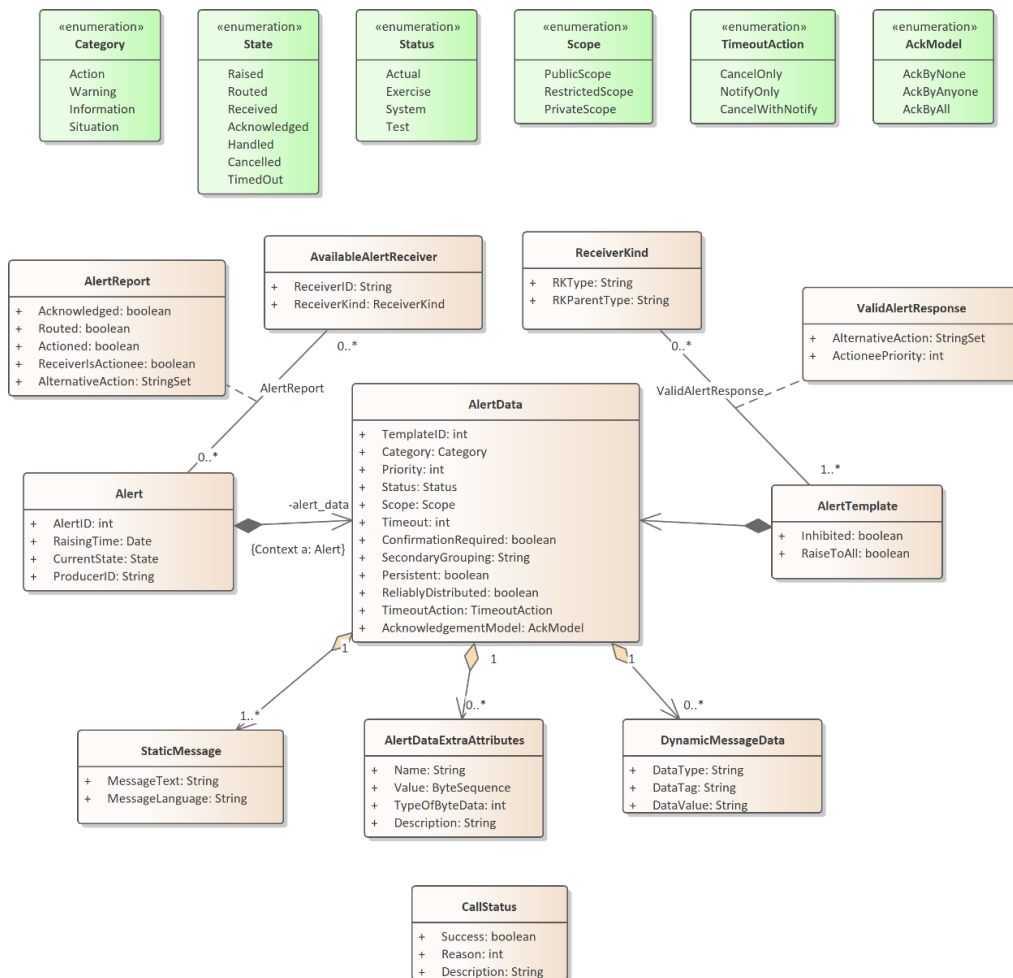 «enumeration»
Category
Action
Warning
Information
Situation
«enumeration»
State
Raised
Routed
Received
Acknowledged
Handled
Cancelled
TimedOut
«enumeration»
Status
Actual
Exercise
System
Test
«enumeration»
Scope
PublicScope
RestrictedScope
PrivateScope
«enumeration»
TimeoutAction
CancelOnly
NotifyOnly
CancelWithNotify
«enumeration»
AckModel
AckByNone
AckByAnyone
AckByAll
AlertReport
+ Acknowledged: boolean
+ Routed: boolean
+ Actioned: boolean
+ ReceiverIsActionee: boolean
+ AlternativeAction: StringSet
AvailableAlertReceiver
+ ReceiverID: String
+ ReceiverKind: ReceiverKind
ReceiverKind
+ RKType: String
+ RKParentType: String
ValidAlertResponse
+ AlternativeAction: StringSet
+ ActioneePriority: int
0..*
AlertReport
0..*
0..*
ValidAlertResponse
1..*
Alert
+ AlertID: int
+ RaisingTime: Date
+ CurrentState: State
+ ProducerID: String
-alert_data
{Context a: Alert}
AlertData
+ TemplateID: int
+ Category: Category
+ Priority: int
+ Status: Status
+ Scope: Scope
+ Timeout: int
+ ConfirmationRequired: boolean
+ SecondaryGrouping: String
+ Persistent: boolean
+ ReliablyDistributed: boolean
+ TimeoutAction: TimeoutAction
+ AcknowledgementModel: AckModel
AlertTemplate
+ Inhibited: boolean
+ RaiseToAll: boolean
1
1
1
1..*
0..*
0..*
StaticMessage
+ MessageText: String
+ MessageLanguage: String
AlertDataExtraAttributes
+ Name: String
+ Value: ByteSequence
+ TypeOfByteData: int
+ Description: String
DynamicMessageData
+ DataType: String
+ DataTag: String
+ DataValue: String
CallStatus
+ Success: boolean
+ Reason: int
+ Description: String